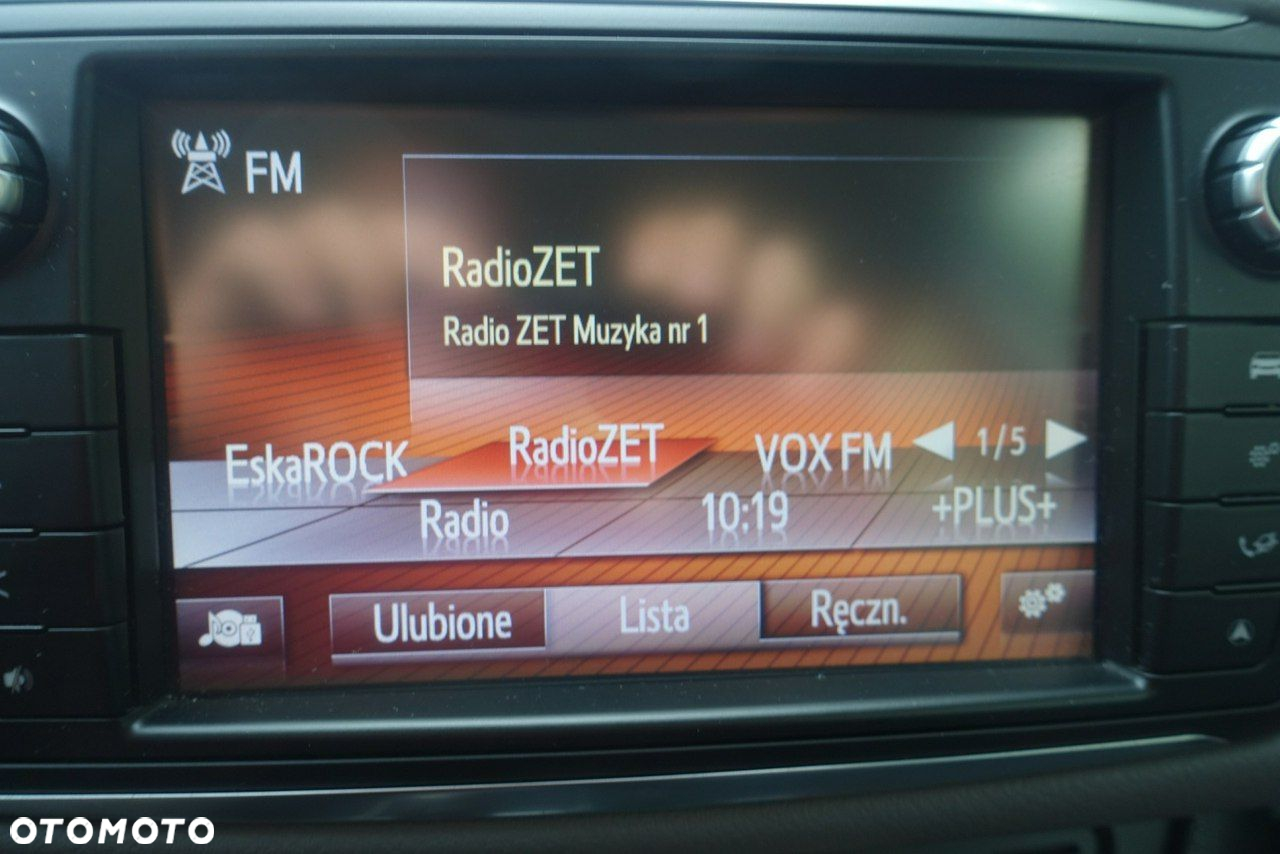 FM
RadioZET
Radio ZET Muzyka nr 1
EskaROCK RadioZET VOX FM 1/5
Radio 10:19 +PLUS+
Ulubione Lista Ręczn.
OTOMOTO